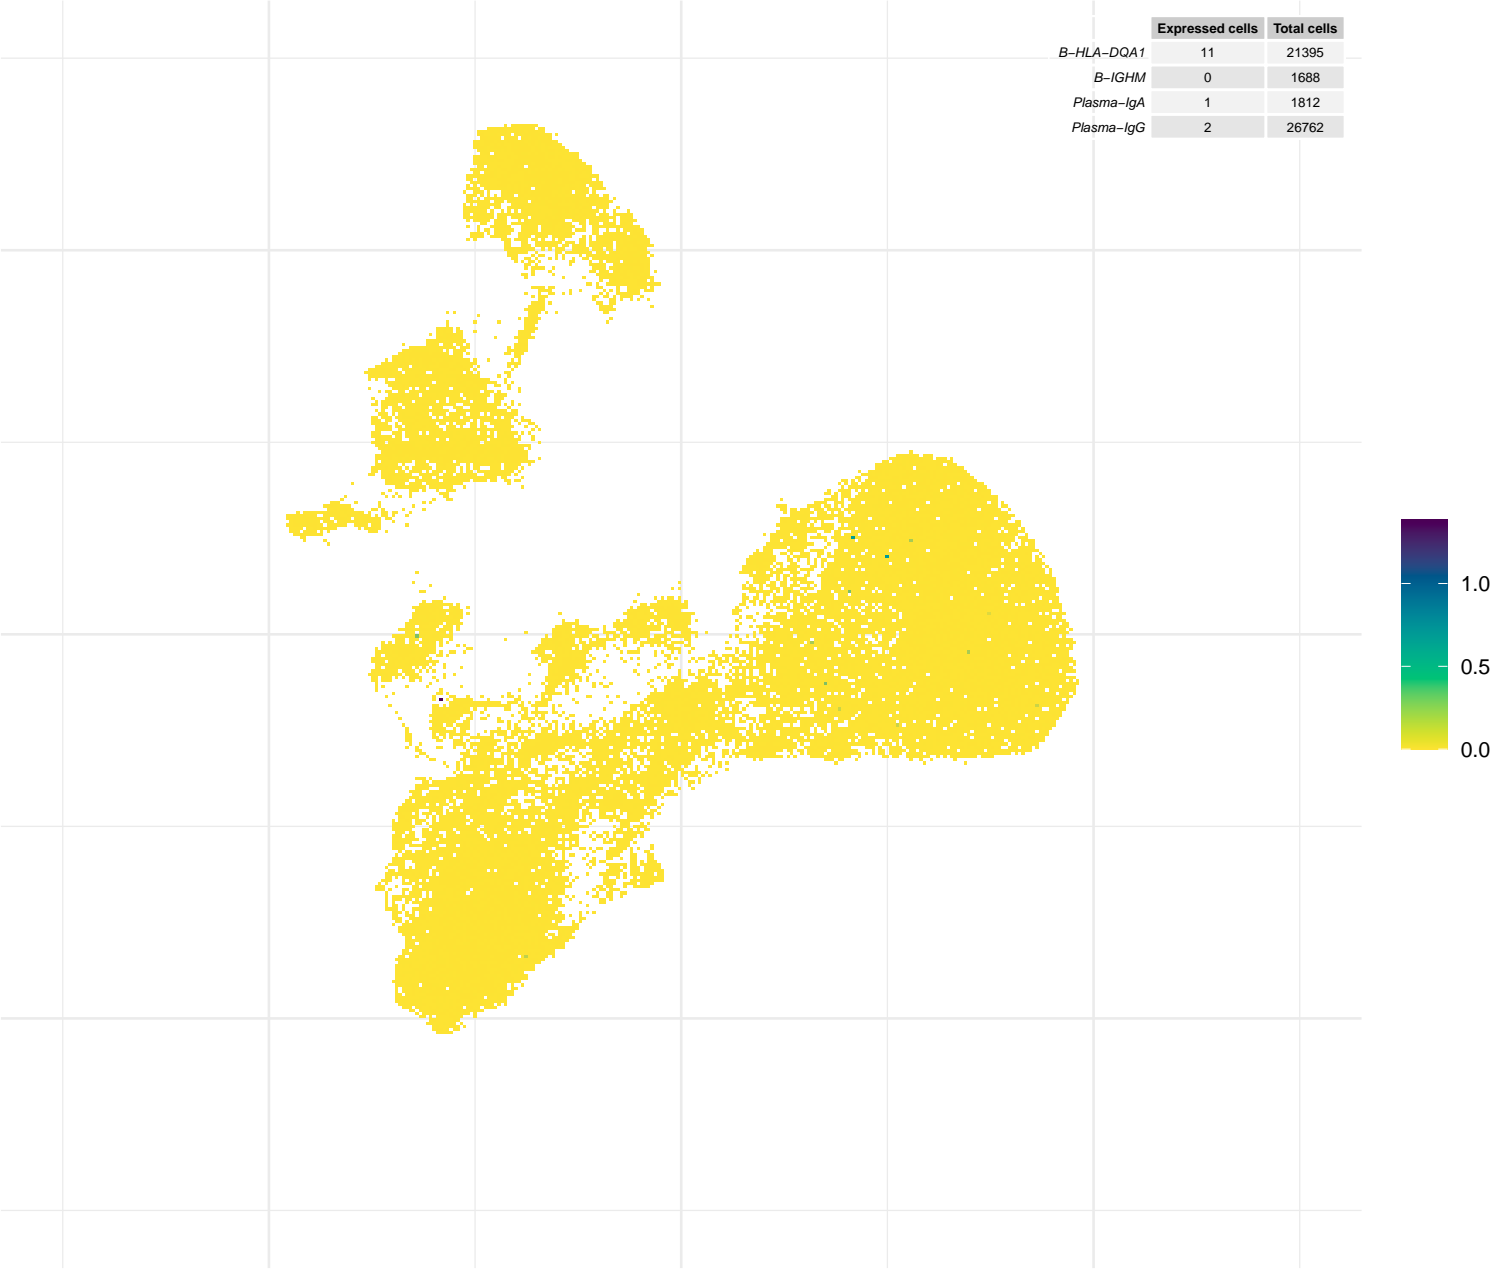 Expressed cells Total cells
B−HLA−DQA1 11 21395
B−IGHM 0 1688
Plasma−IgA 1 1812
Plasma−IgG 2 26762
1.0
0.5
0.0